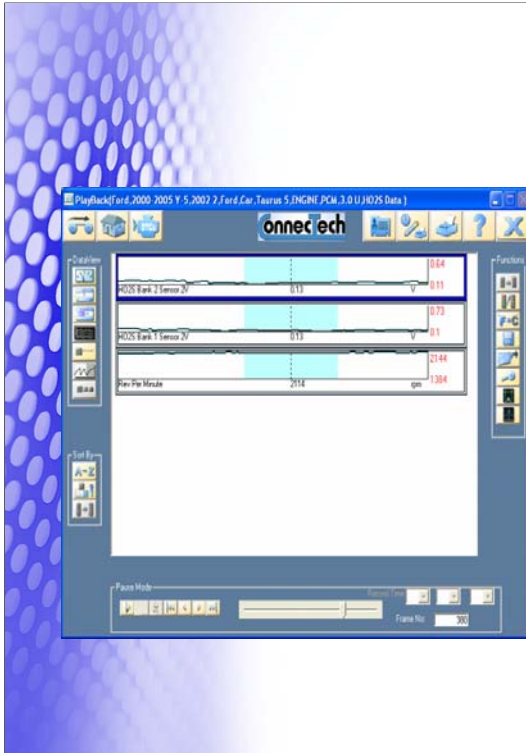 PlayBack(Ford,2000-2005 Y-5,2002 2,Ford,Car,Taurus 5,ENGINE,PCM,3.0 U,HO2S Data )
STOP
ConnecTech
?
X
DataView
Functions
0.64
0.11
HO2S Bank 2 Sensor 2V 0.13 V
0.73
0.1
HO2S Bank 1 Sensor 2V 0.13 V
2144
1384
Rev Per Minute 2114 rpm
F=C
Sort By
A-Z
Pause Mode
Record Time
Frame No: 380